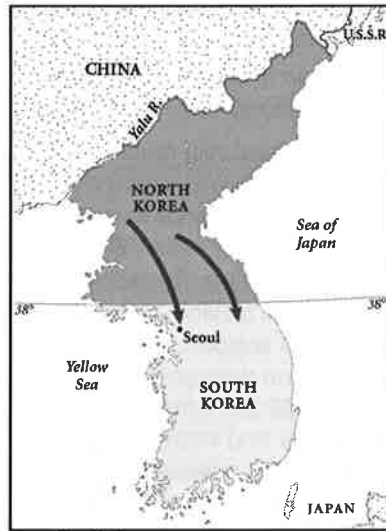 U.S.S.R.
CHINA
Yalu R.
NORTH
KOREA
Sea of
Japan
38°
38°
Seoul
Yellow
Sea
SOUTH
KOREA
JAPAN